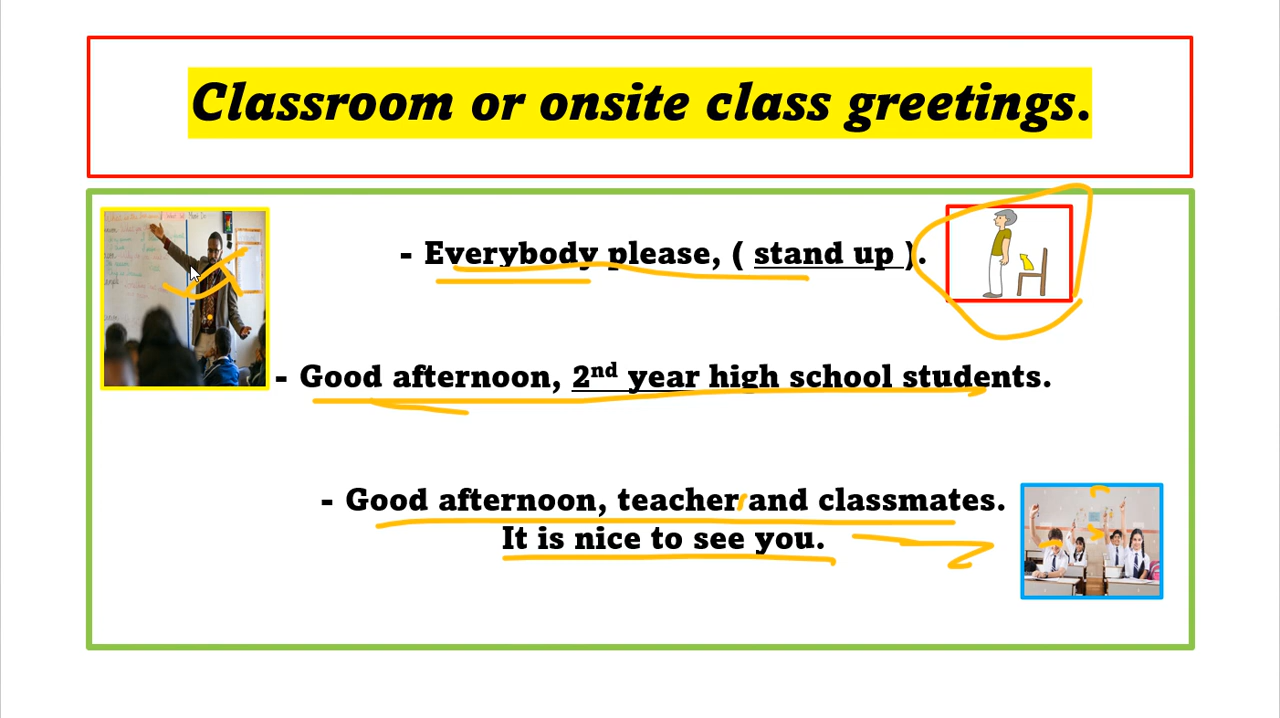 Classroom or onsite class greetings.
- Everybody please, ( stand up ).
- Good afternoon, 2nd year high school students.
- Good afternoon, teacher and classmates.
It is nice to see you.